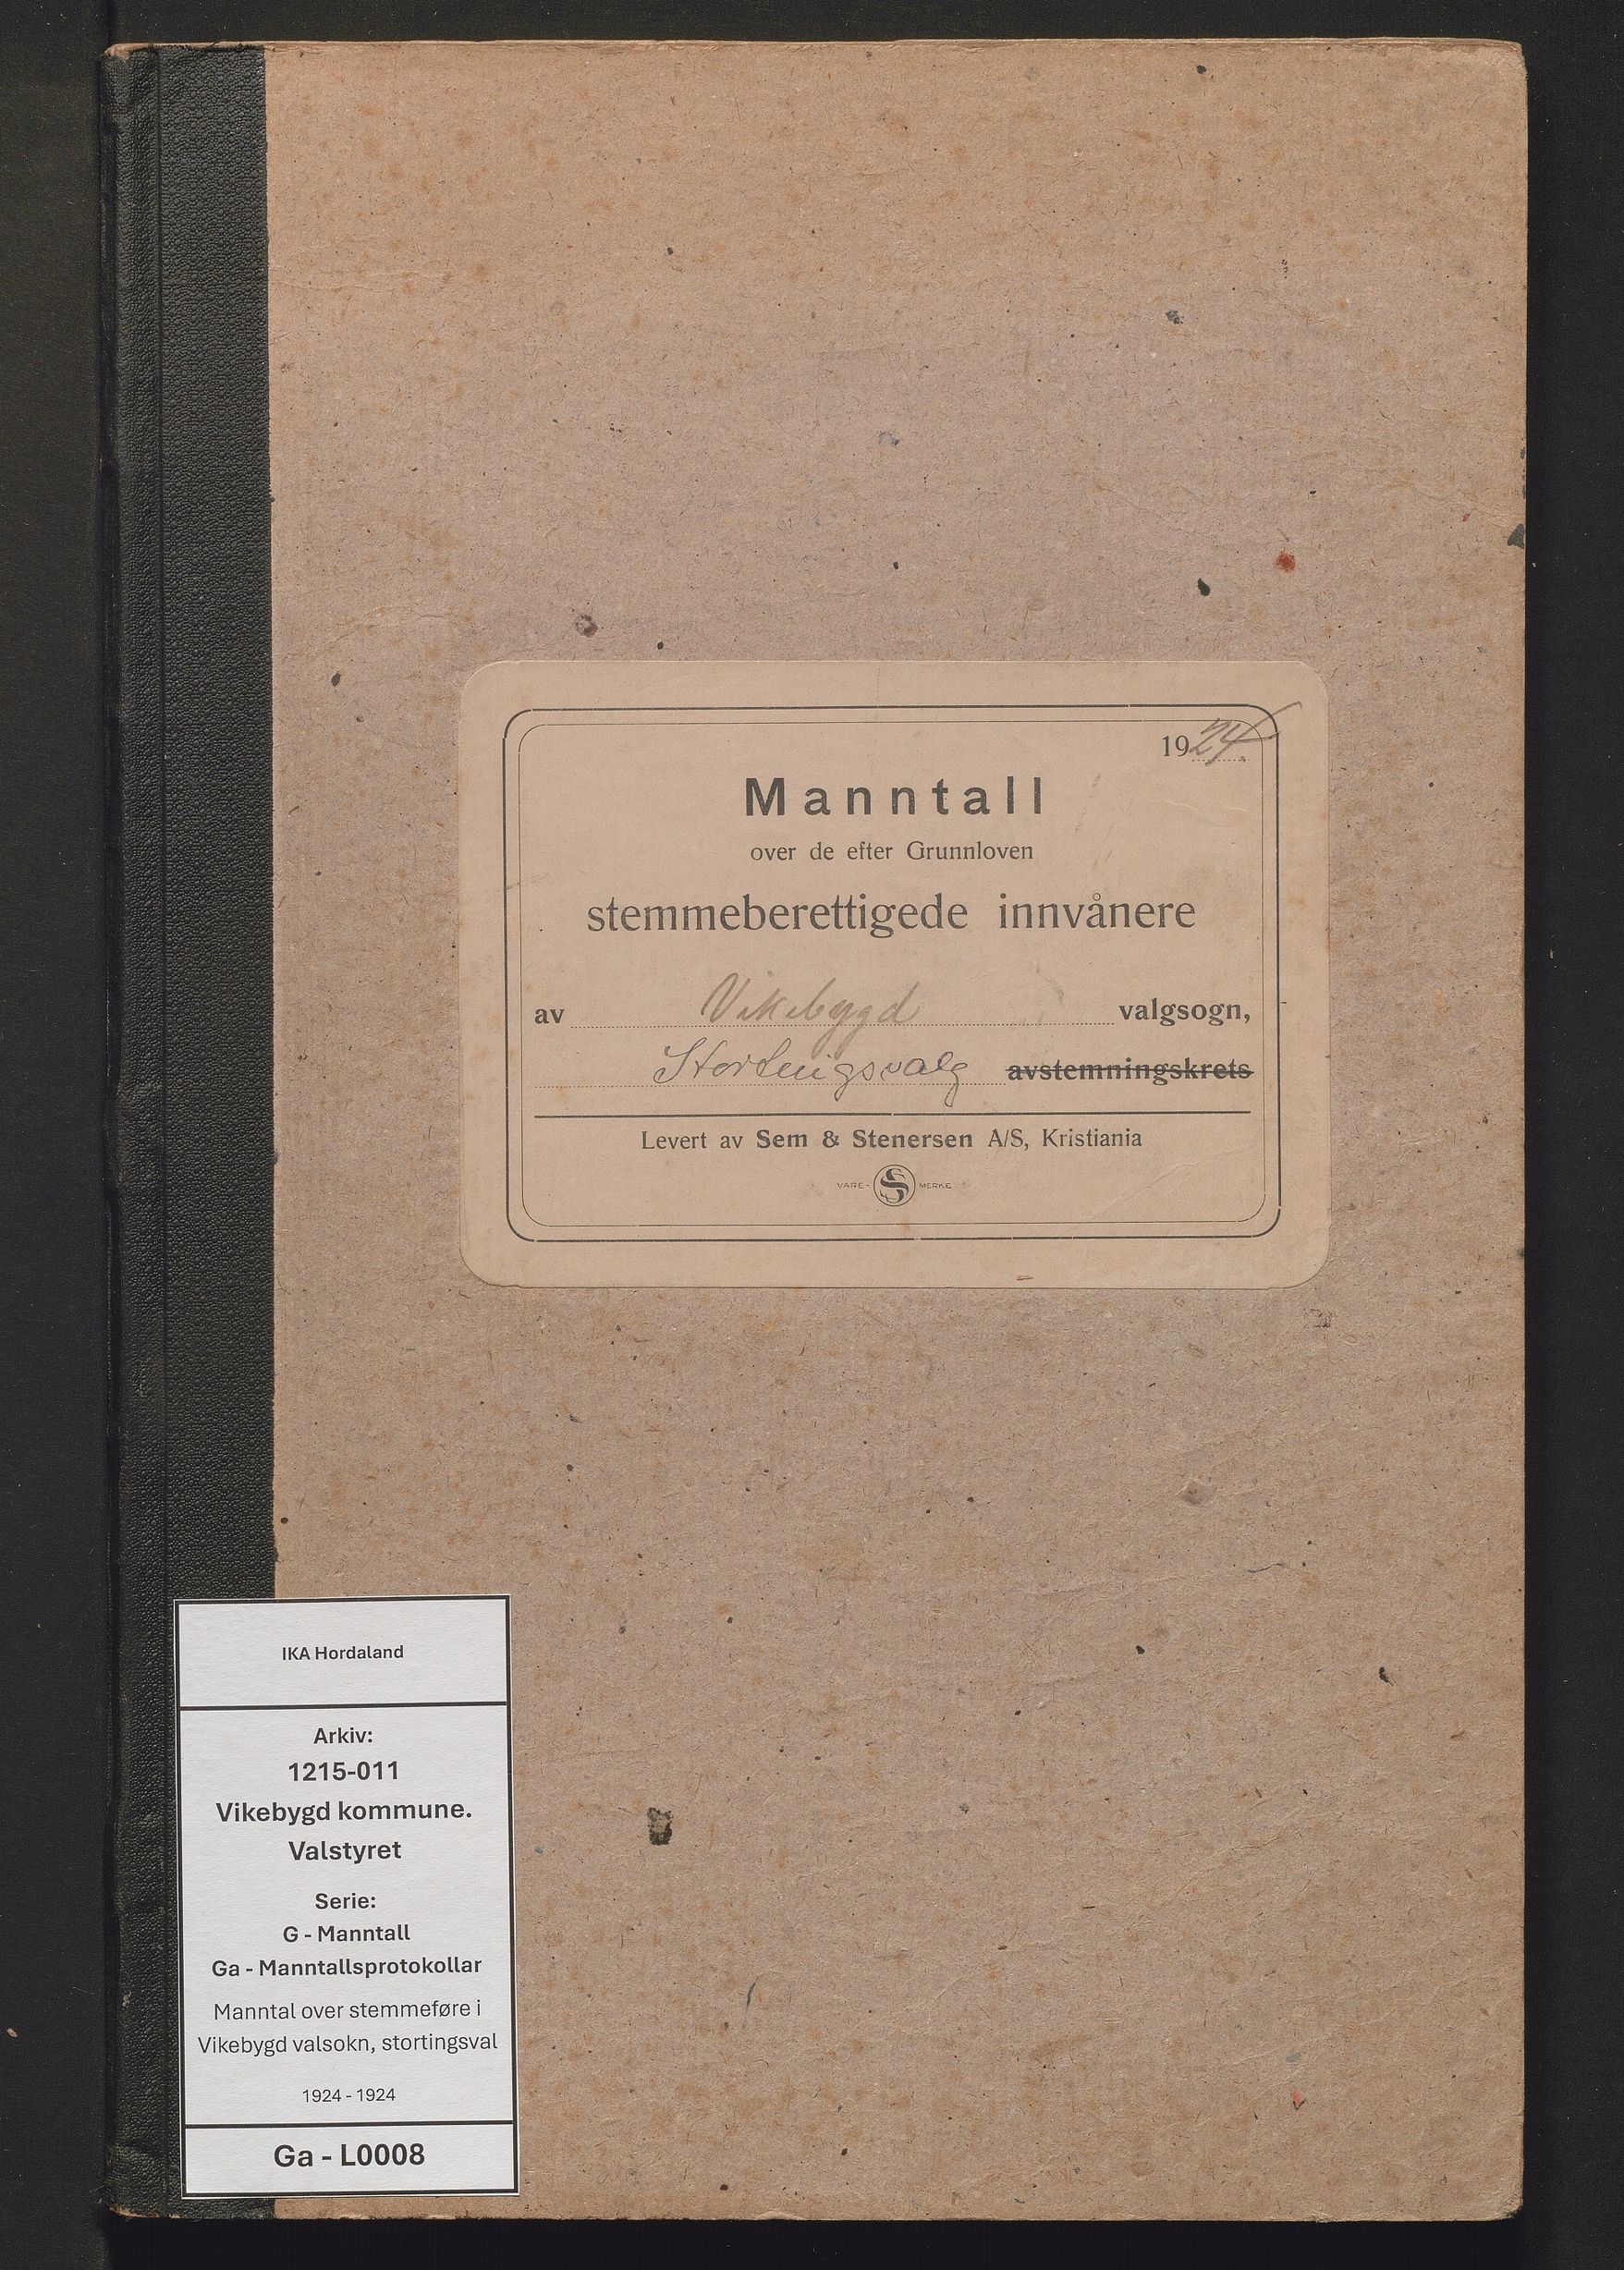 1924
Manntall
over de efter Grunnloven
stemmeberettigede innvånere
av Vikebygd valgsogn,
Stortingsvalg avstemningskrets
Levert av Sem & Stenersen A/S, Kristiania
VARE- S MERKE
IKA Hordaland
Arkiv:
1215-011
Vikebygd kommune.
Valstyret
Serie:
G - Manntall
Ga - Manntallsprotokollar
Manntal over stemmeføre i
Vikebygd valsokn, stortingsval
1924 - 1924
Ga - L0008